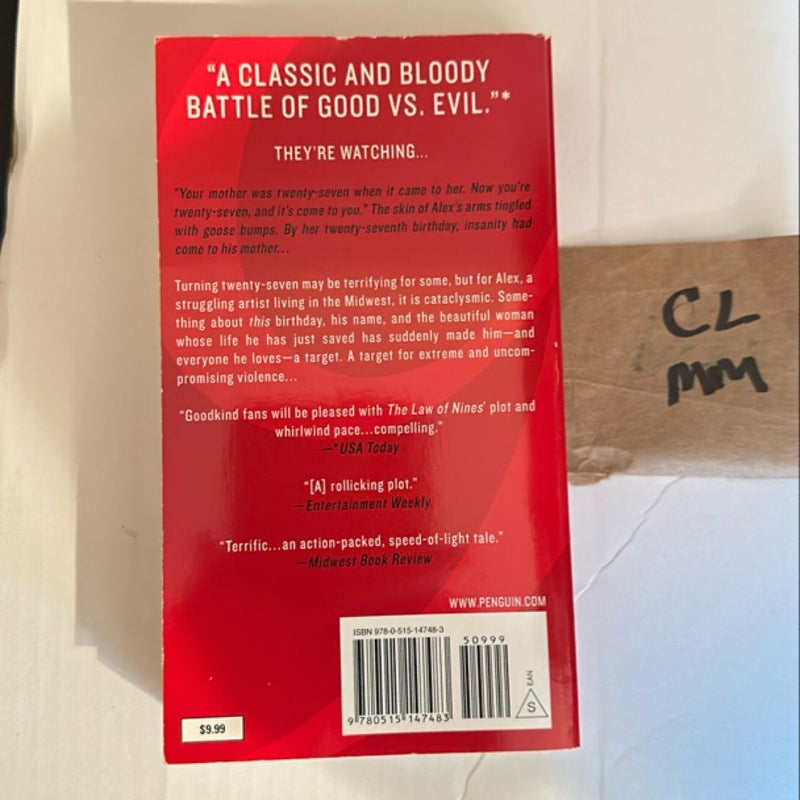 “A CLASSIC AND BLOODY
BATTLE OF GOOD VS. EVIL.”*
THEY’RE WATCHING...
“Your mother was twenty-seven when it came to her. Now you’re
twenty-seven, and it’s come to you.” The skin of Alex’s arms tingled
with goose bumps. By her twenty-seventh birthday, insanity had
come to his mother...
Turning twenty-seven may be terrifying for some, but for Alex, a
struggling artist living in the Midwest, it is cataclysmic. Some-
thing about this birthday, his name, and the beautiful woman
whose life he has just saved has suddenly made him—and
everyone he loves—a target. A target for extreme and uncom-
promising violence...
“Goodkind fans will be pleased with The Law of Nines’ plot and
whirlwind pace...compelling.”
—*USA Today
“[A] rollicking plot.”
—Entertainment Weekly
“Terrific...an action-packed, speed-of-light tale.”
—Midwest Book Review
WWW.PENGUIN.COM
ISBN 978-0-515-14748-3
50999
9 780515 147483
EAN
S
$9.99
CL
MM